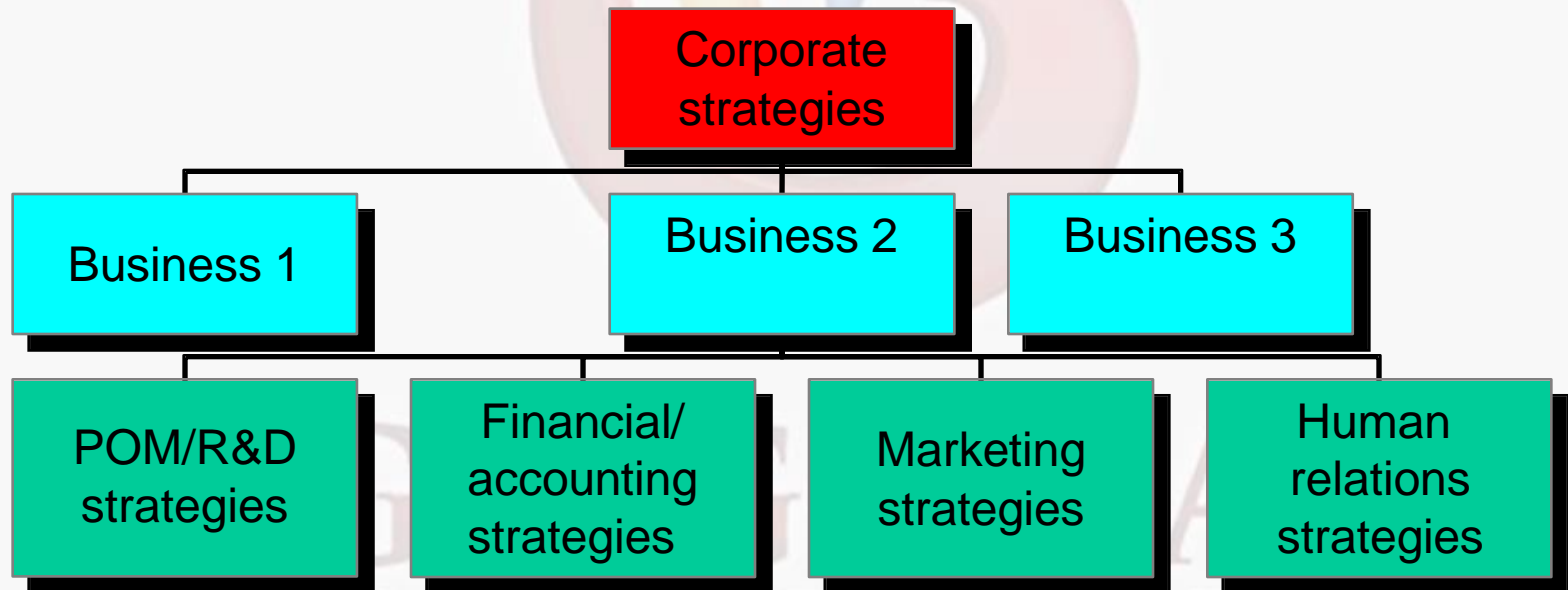 Corporate
strategies
Business 1
Business 2
Business 3
POM/R&D
strategies
Financial/
accounting
strategies
Marketing
strategies
Human
relations
strategies